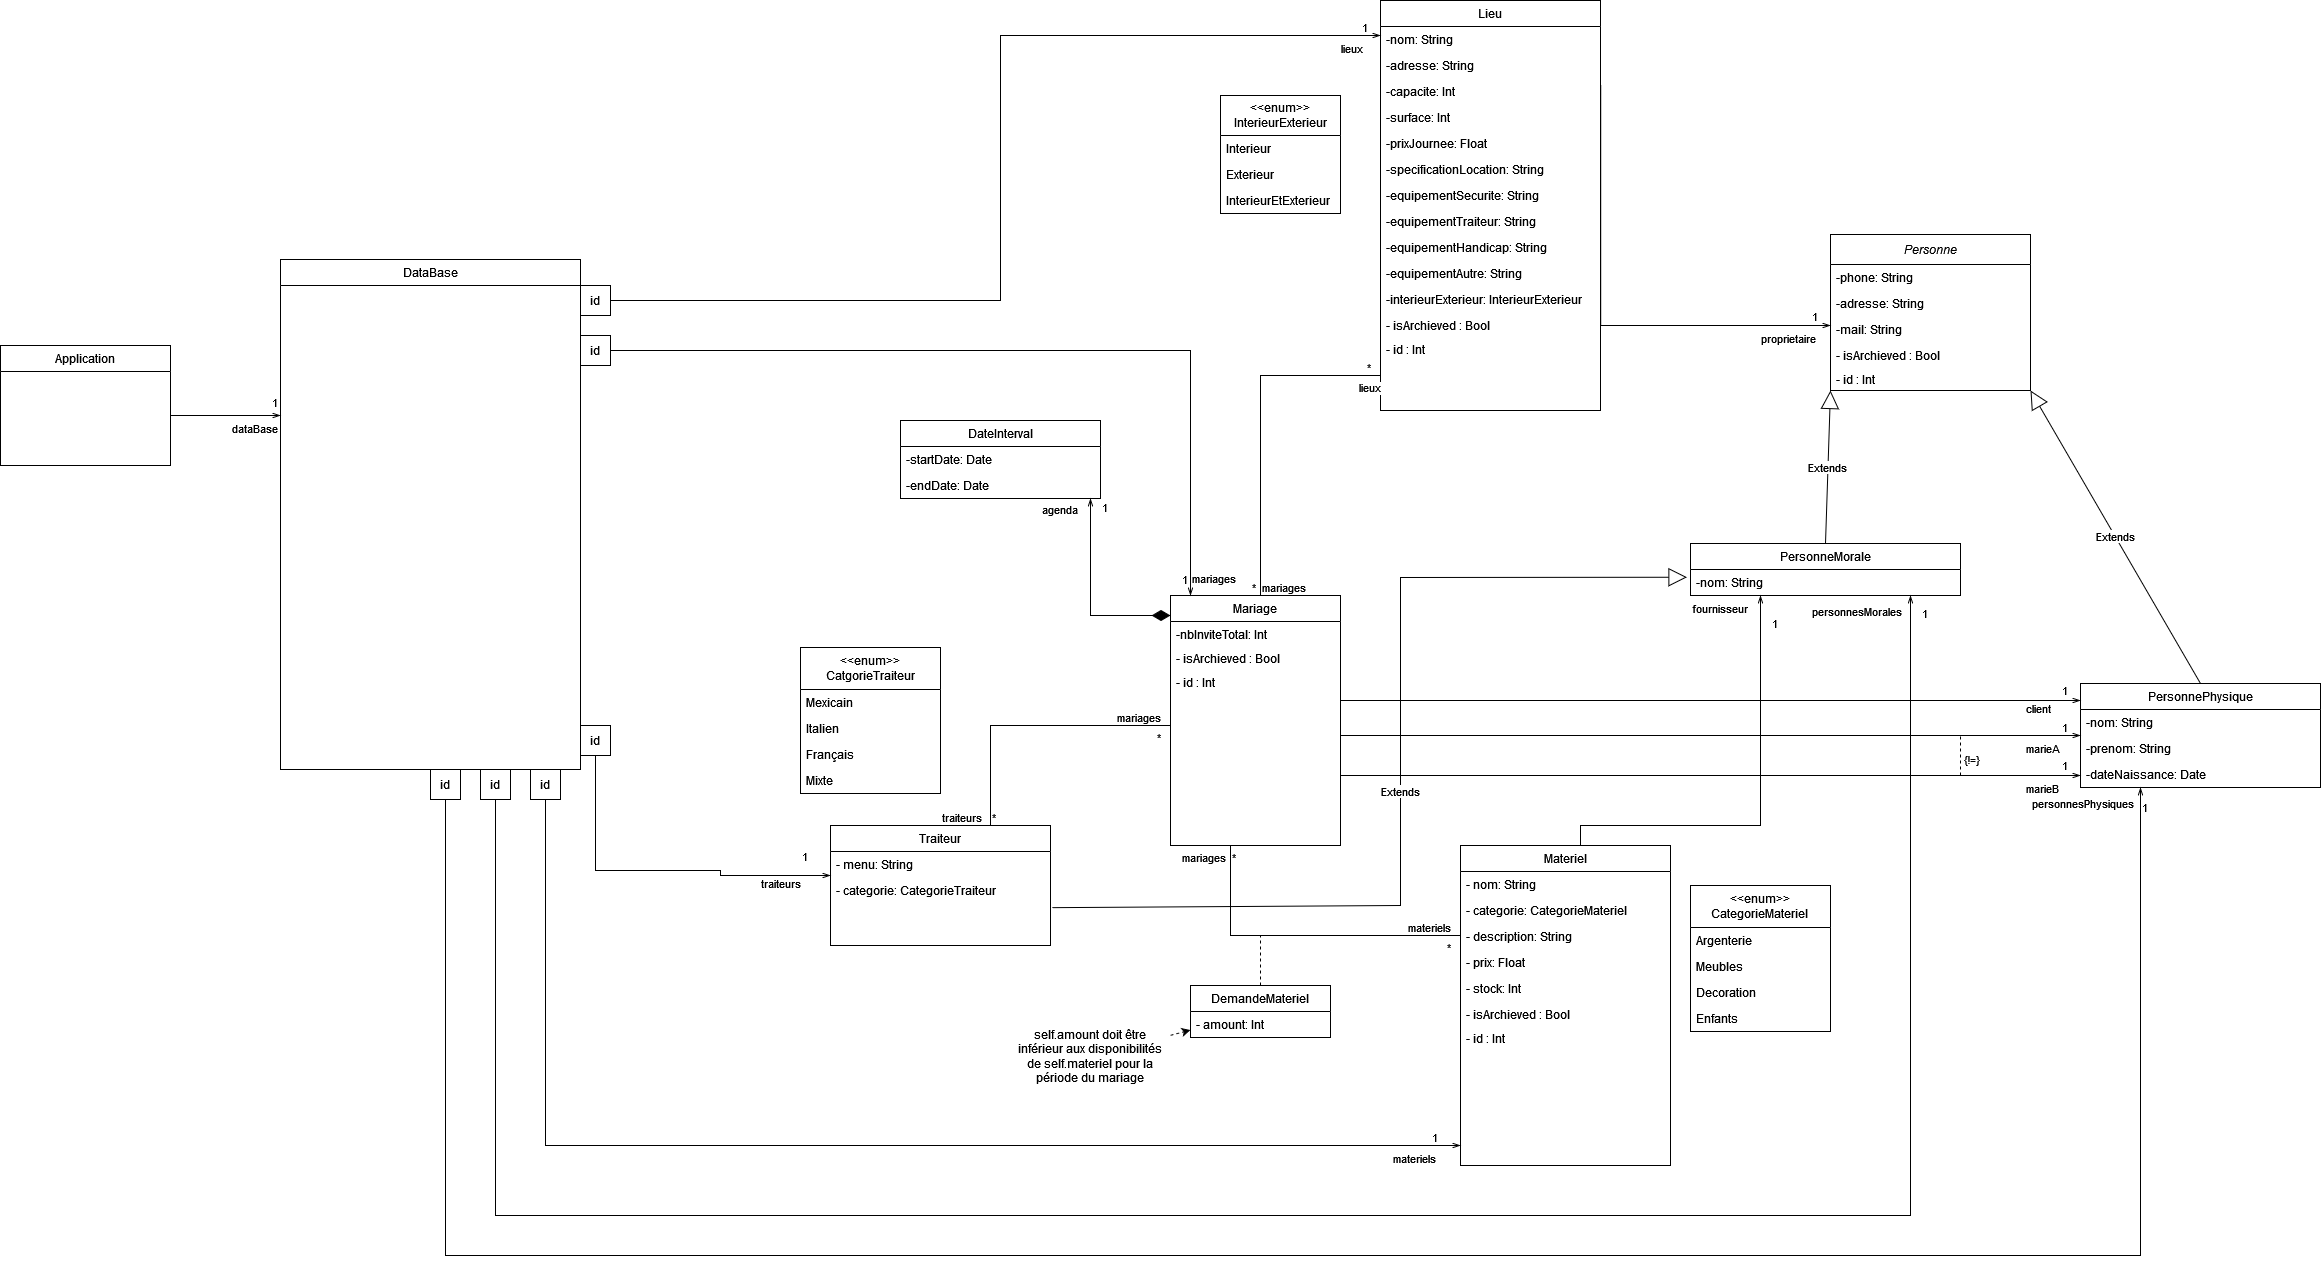 Lieu
-nom: String
-adresse: String
-capacite: Int
-surface: Int
-prixJournee: Float
-specificationLocation: String
-equipementSecurite: String
-equipementTraiteur: String
-equipementHandicap: String
-equipementAutre: String
-interieurExterieur: InterieurExterieur
- isArchieved : Bool
- id : Int
1
lieux
<<enum>>
InterieurExterieur
Interieur
Exterieur
InterieurEtExterieur
Personne
-phone: String
-adresse: String
-mail: String
- isArchieved : Bool
- id : Int
1
proprietaire
DataBase
id
id
id
id
id
id
Application
1
dataBase
*
lieux
DateInterval
-startDate: Date
-endDate: Date
agenda
1
Extends
Extends
PersonneMorale
-nom: String
fournisseur
1
personnesMorales
1
1
mariages
*
mariages
Mariage
-nbInviteTotal: Int
- isArchieved : Bool
- id : Int
<<enum>>
CatgorieTraiteur
Mexicain
Italien
Français
Mixte
mariages
*
PersonnePhysique
-nom: String
-prenom: String
-dateNaissance: Date
1
client
1
marieA
{!=}
1
marieB
personnesPhysiques
1
Extends
traiteurs
*
Traiteur
- menu: String
- categorie: CategorieTraiteur
1
traiteurs
mariages
*
Materiel
- nom: String
- categorie: CategorieMateriel
- description: String
- prix: Float
- stock: Int
- isArchieved : Bool
- id : Int
materiels
*
<<enum>>
CategorieMateriel
Argenterie
Meubles
Decoration
Enfants
DemandeMateriel
- amount: Int
self.amount doit être
inférieur aux disponibilités
de self.materiel pour la
période du mariage
1
materiels